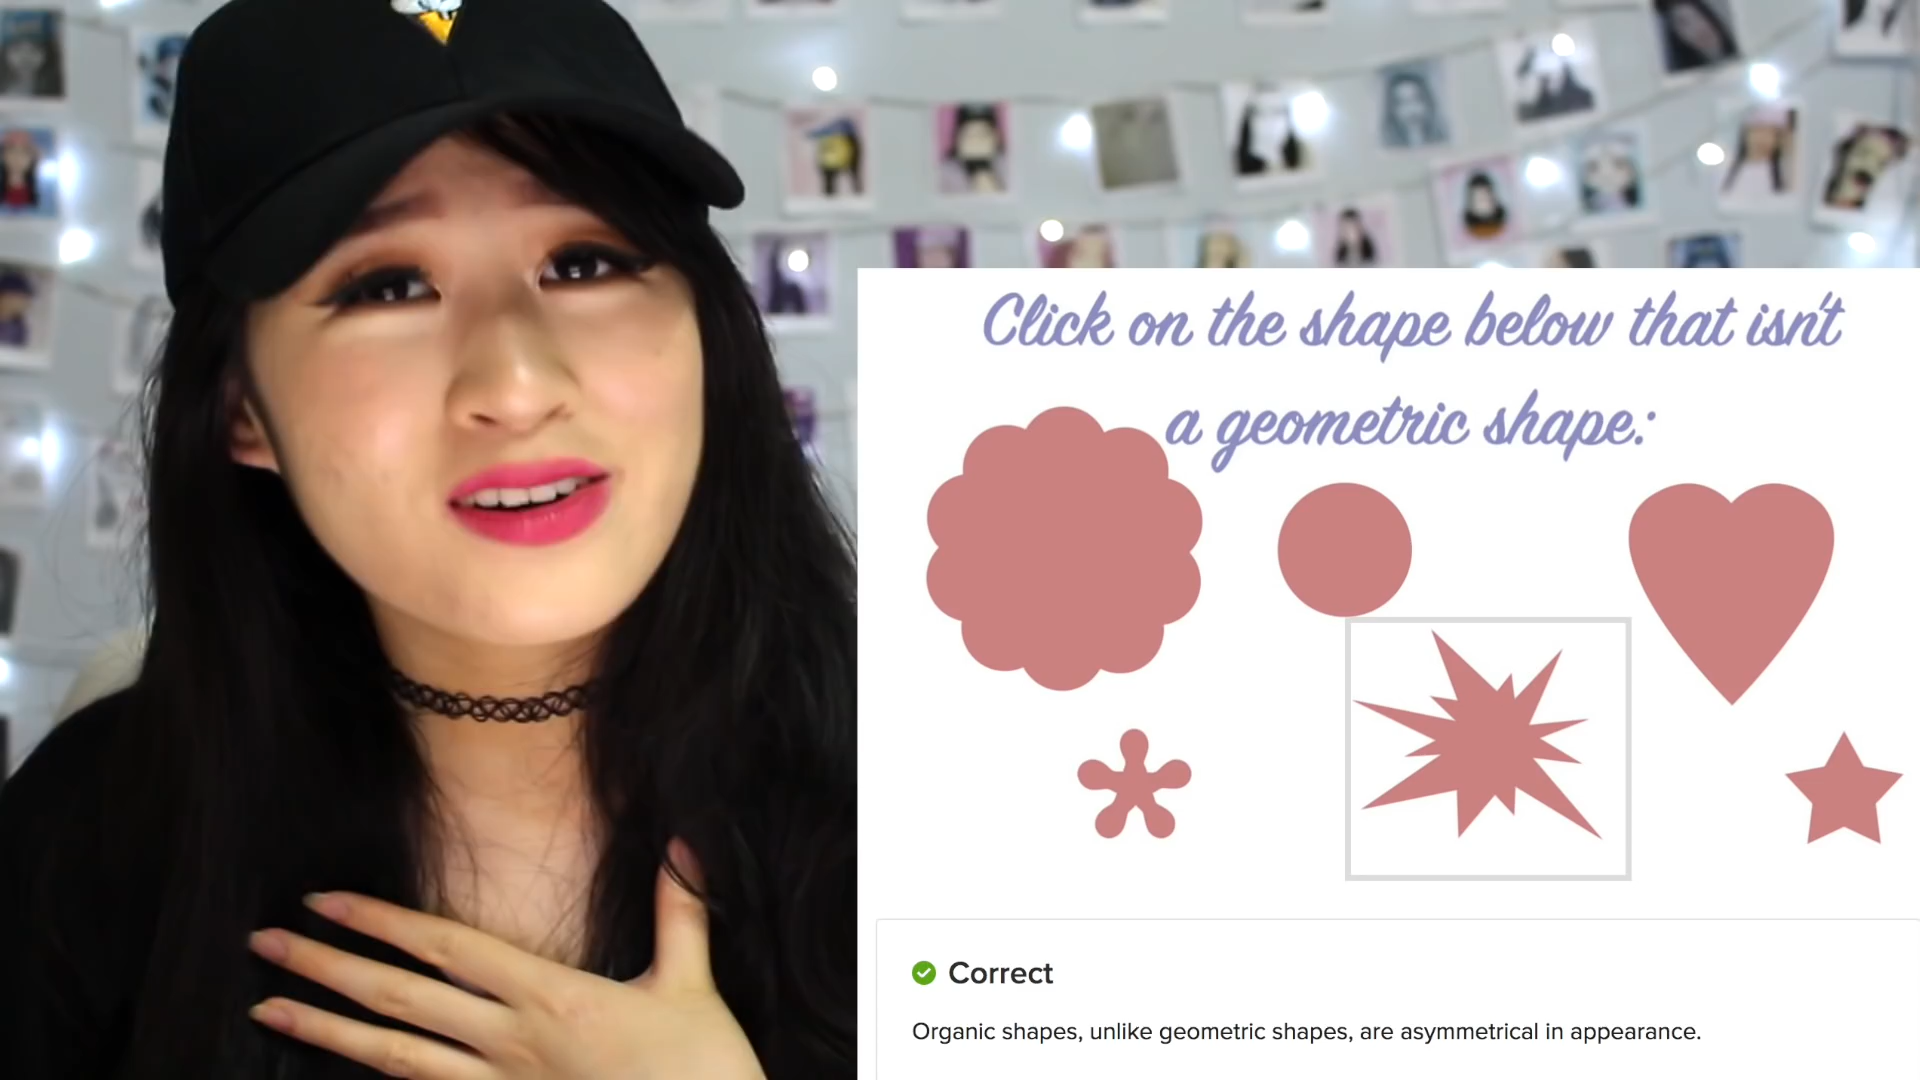 Click on the shape below that isn't
a geometric shape:
Correct
Organic shapes, unlike geometric shapes, are asymmetrical in appearance.